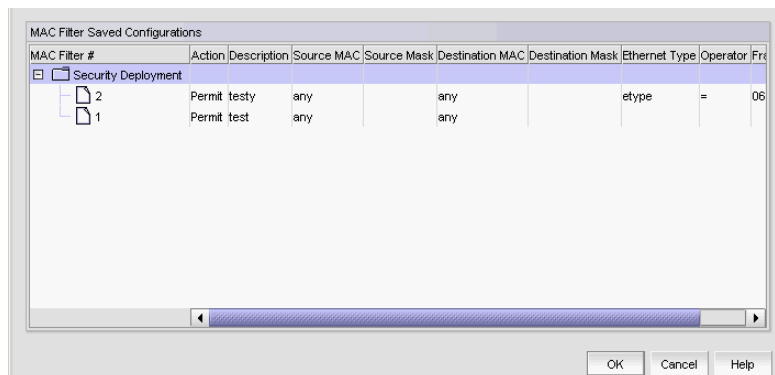 MAC Filter Saved Configurations
MAC Filter # Action Description Source MAC Source Mask Destination MAC Destination Mask Ethernet Type Operator Fra
Security Deployment
2 Permit testy any any etype = 06
1 Permit test any any
OK Cancel Help